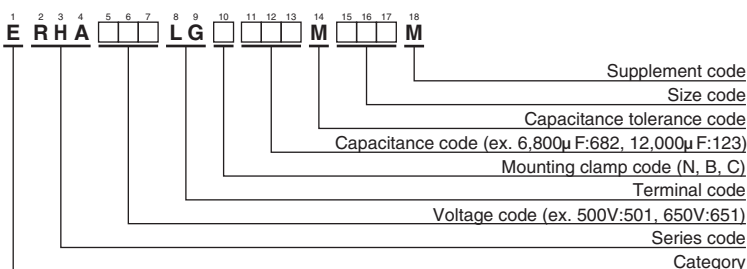 1 2 3 4 5 6 7 8 9 10 11 12 13 14 15 16 17 18
E R H A □□□ L G □ □□□ M □□□ M
Supplement code
Size code
Capacitance tolerance code
Capacitance code (ex. 6,800μF:682, 12,000μF:123)
Mounting clamp code (N, B, C)
Terminal code
Voltage code (ex. 500V:501, 650V:651)
Series code
Category